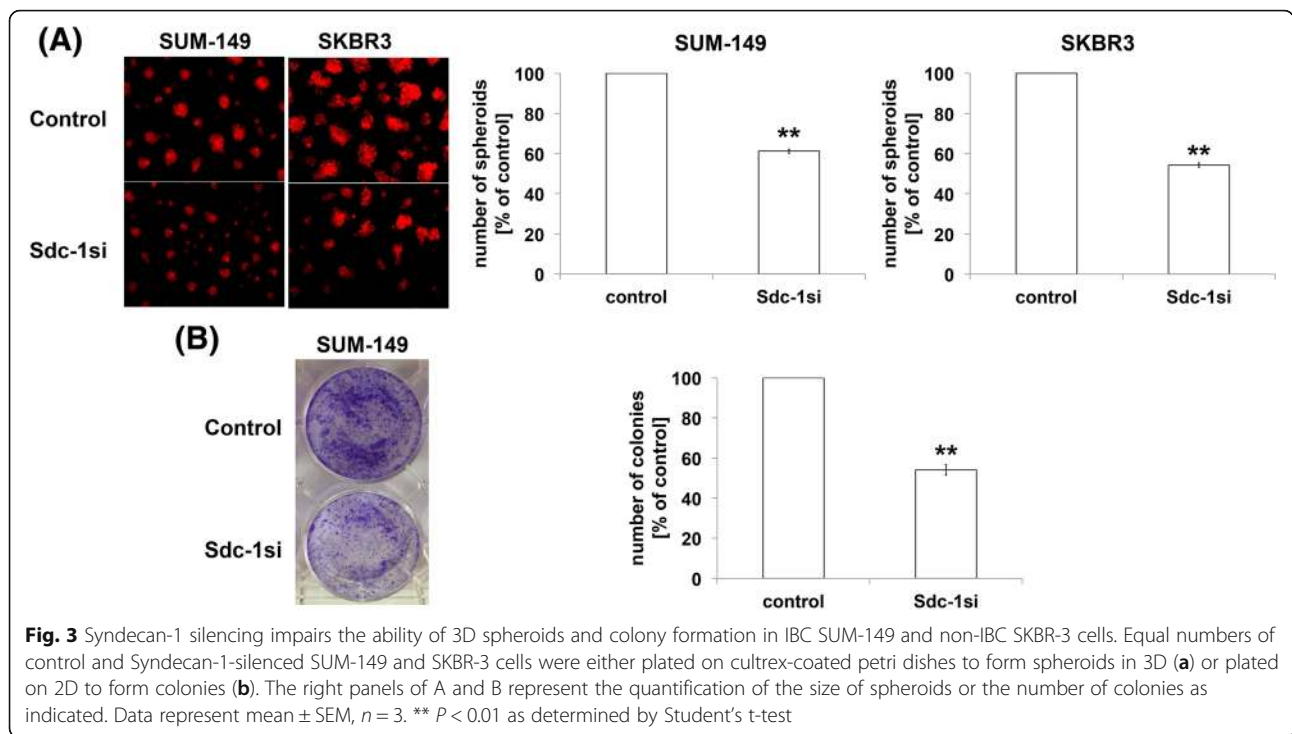 (A)
SUM-149 SKBR3
Control
Sdc-1si
SUM-149
number of spheroids
[% of control]
100
80
60
40
20
0
**
control Sdc-1si
SKBR3
number of spheroids
[% of control]
100
80
60
40
20
0
**
control Sdc-1si
(B)
SUM-149
Control
Sdc-1si
number of colonies
[% of control]
100
80
60
40
20
0
**
control Sdc-1si
Fig. 3 Syndecan-1 silencing impairs the ability of 3D spheroids and colony formation in IBC SUM-149 and non-IBC SKBR-3 cells. Equal numbers of
control and Syndecan-1-silenced SUM-149 and SKBR-3 cells were either plated on cultrex-coated petri dishes to form spheroids in 3D (a) or plated
on 2D to form colonies (b). The right panels of A and B represent the quantification of the size of spheroids or the number of colonies as
indicated. Data represent mean ± SEM, n = 3. ** P < 0.01 as determined by Student's t-test